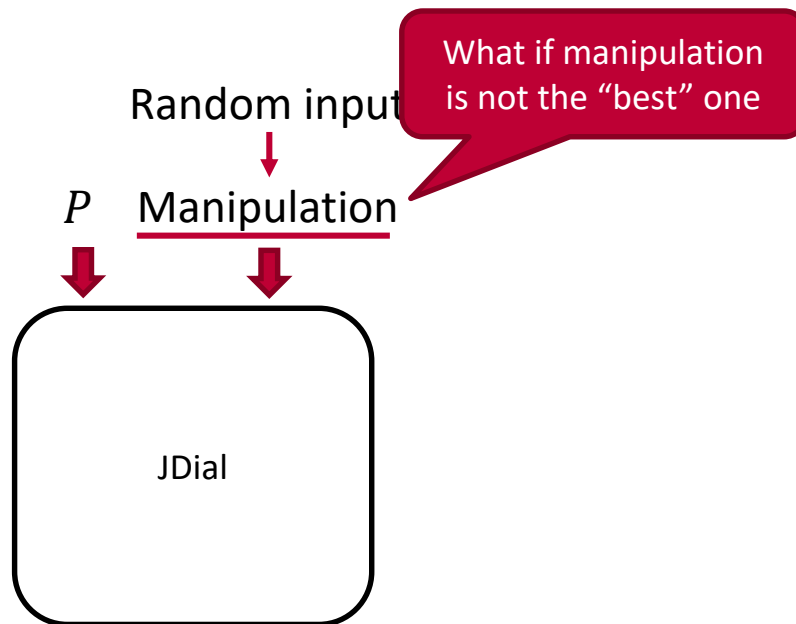 What if manipulation
is not the “best” one
Random input
P Manipulation
JDial